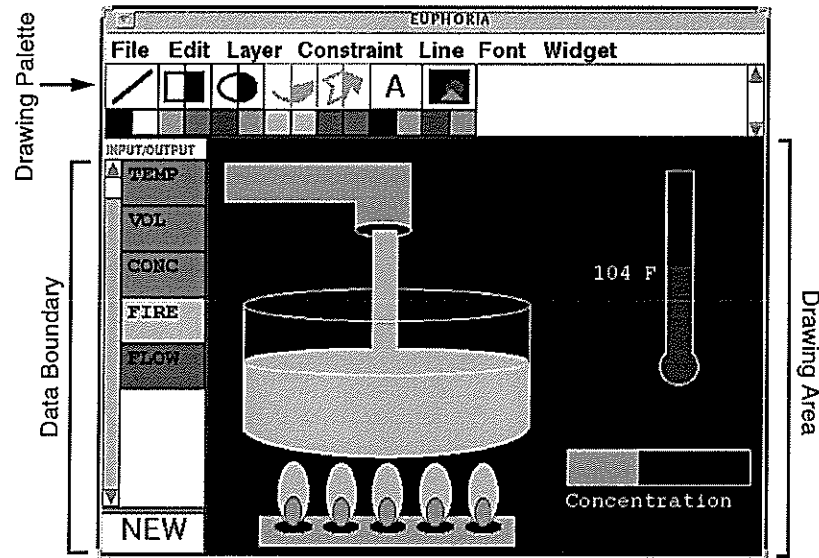 EUPHORIA
File Edit Layer Constraint Line Font Widget
Drawing Palette
A
INPUT/OUTPUT
TEMP
VOL
CONC
FIRE
FLOW
NEW
Data Boundary
104 F
Concentration
Drawing Area